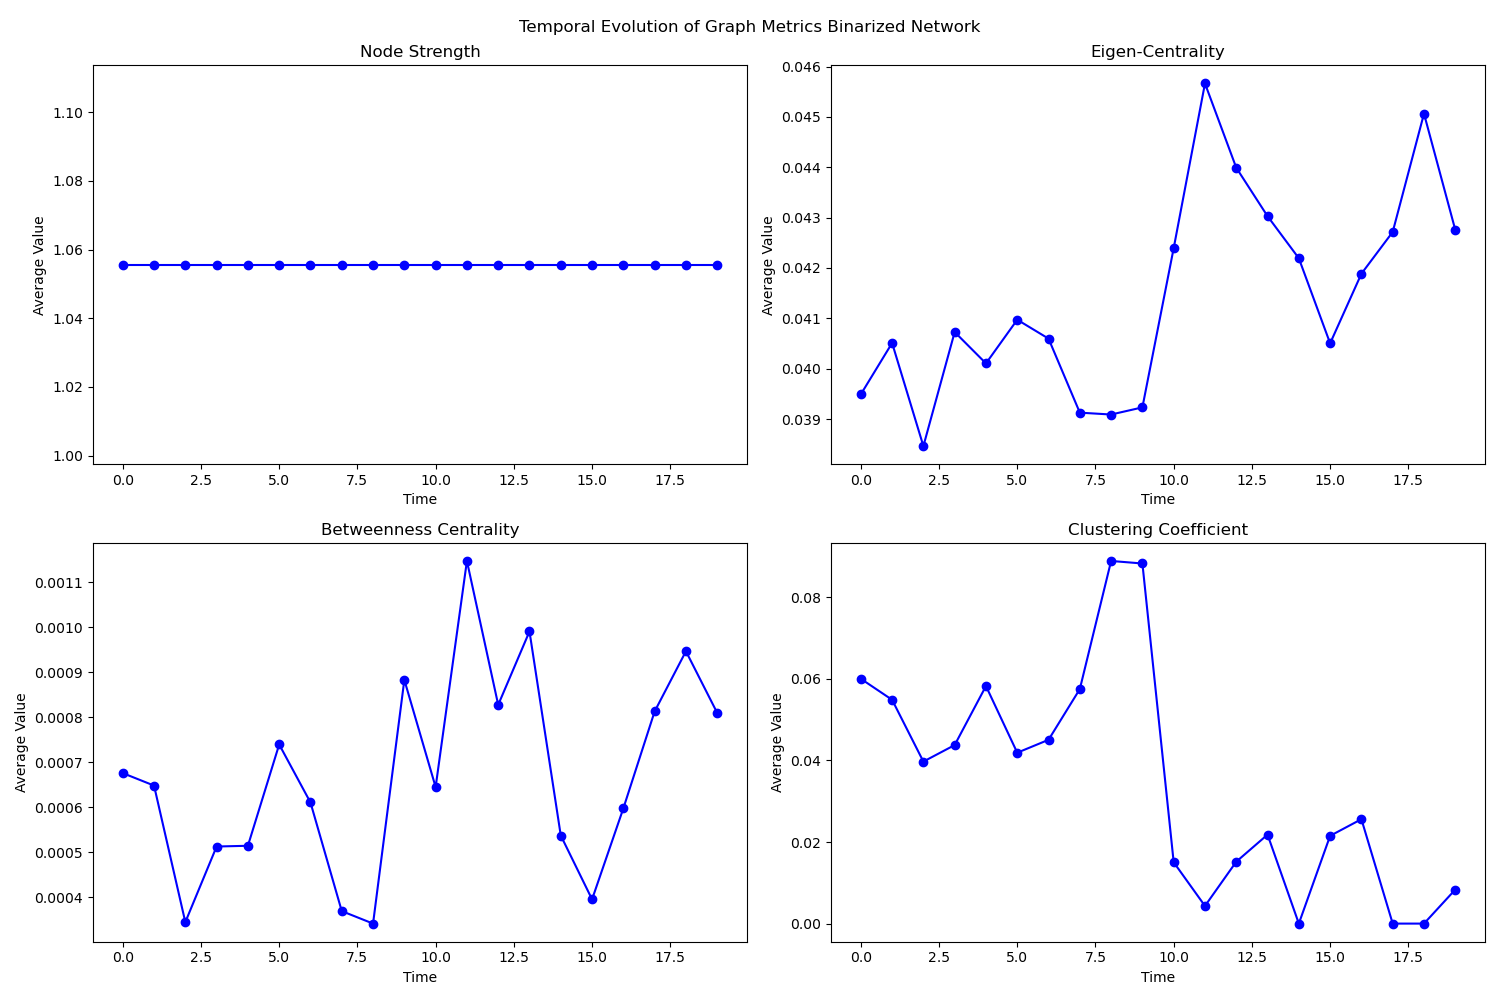 Temporal Evolution of Graph Metrics Binarized Network
Node Strength
Average Value
1.10
1.08
1.06
1.04
1.02
1.00
0.0 2.5 5.0 7.5 10.0 12.5 15.0 17.5
Time
Eigen-Centrality
Average Value
0.046
0.045
0.044
0.043
0.042
0.041
0.040
0.039
0.0 2.5 5.0 7.5 10.0 12.5 15.0 17.5
Time
Betweenness Centrality
Average Value
0.0011
0.0010
0.0009
0.0008
0.0007
0.0006
0.0005
0.0004
0.0 2.5 5.0 7.5 10.0 12.5 15.0 17.5
Time
Clustering Coefficient
Average Value
0.08
0.06
0.04
0.02
0.00
0.0 2.5 5.0 7.5 10.0 12.5 15.0 17.5
Time